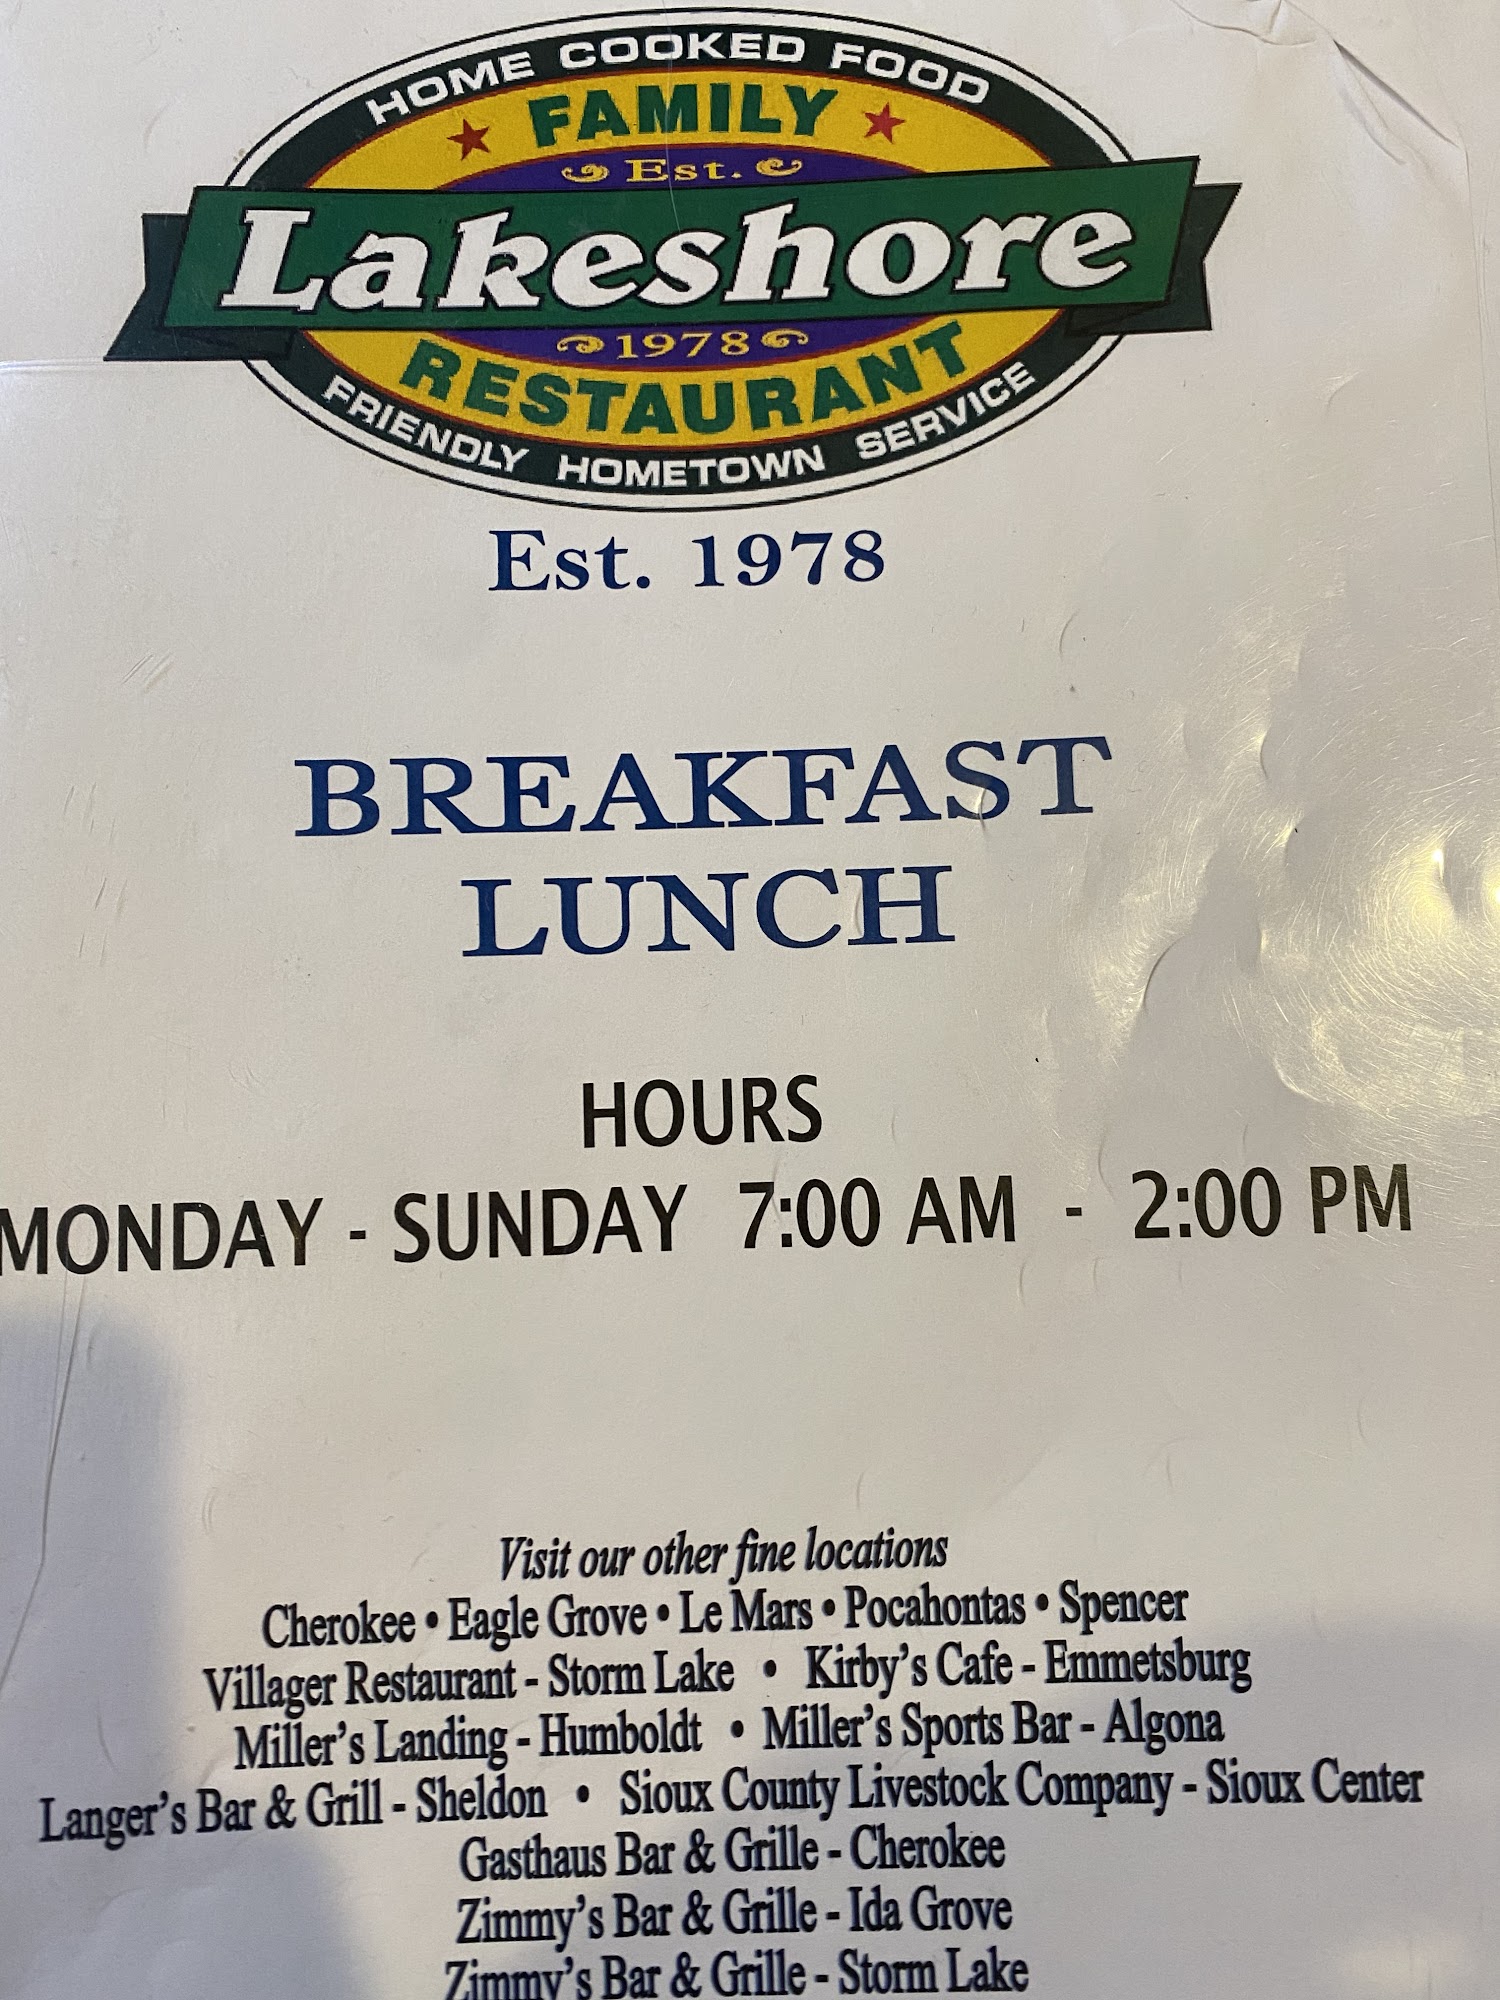 HOME COOKED FOOD
FAMILY
Est.
Lakeshore
1978
RESTAURANT
FRIENDLY HOMETOWN SERVICE
Est. 1978
BREAKFAST
LUNCH
HOURS
MONDAY - SUNDAY 7:00 AM - 2:00 PM
Visit our other fine locations
Cherokee • Eagle Grove • Le Mars • Pocahontas • Spencer
Villager Restaurant - Storm Lake • Kirby's Cafe - Emmetsburg
Miller's Landing - Humboldt • Miller's Sports Bar - Algona
Langer's Bar & Grill - Sheldon • Sioux County Livestock Company - Sioux Center
Gasthaus Bar & Grille - Cherokee
Zimmy's Bar & Grille - Ida Grove
Zimmy's Bar & Grille - Storm Lake